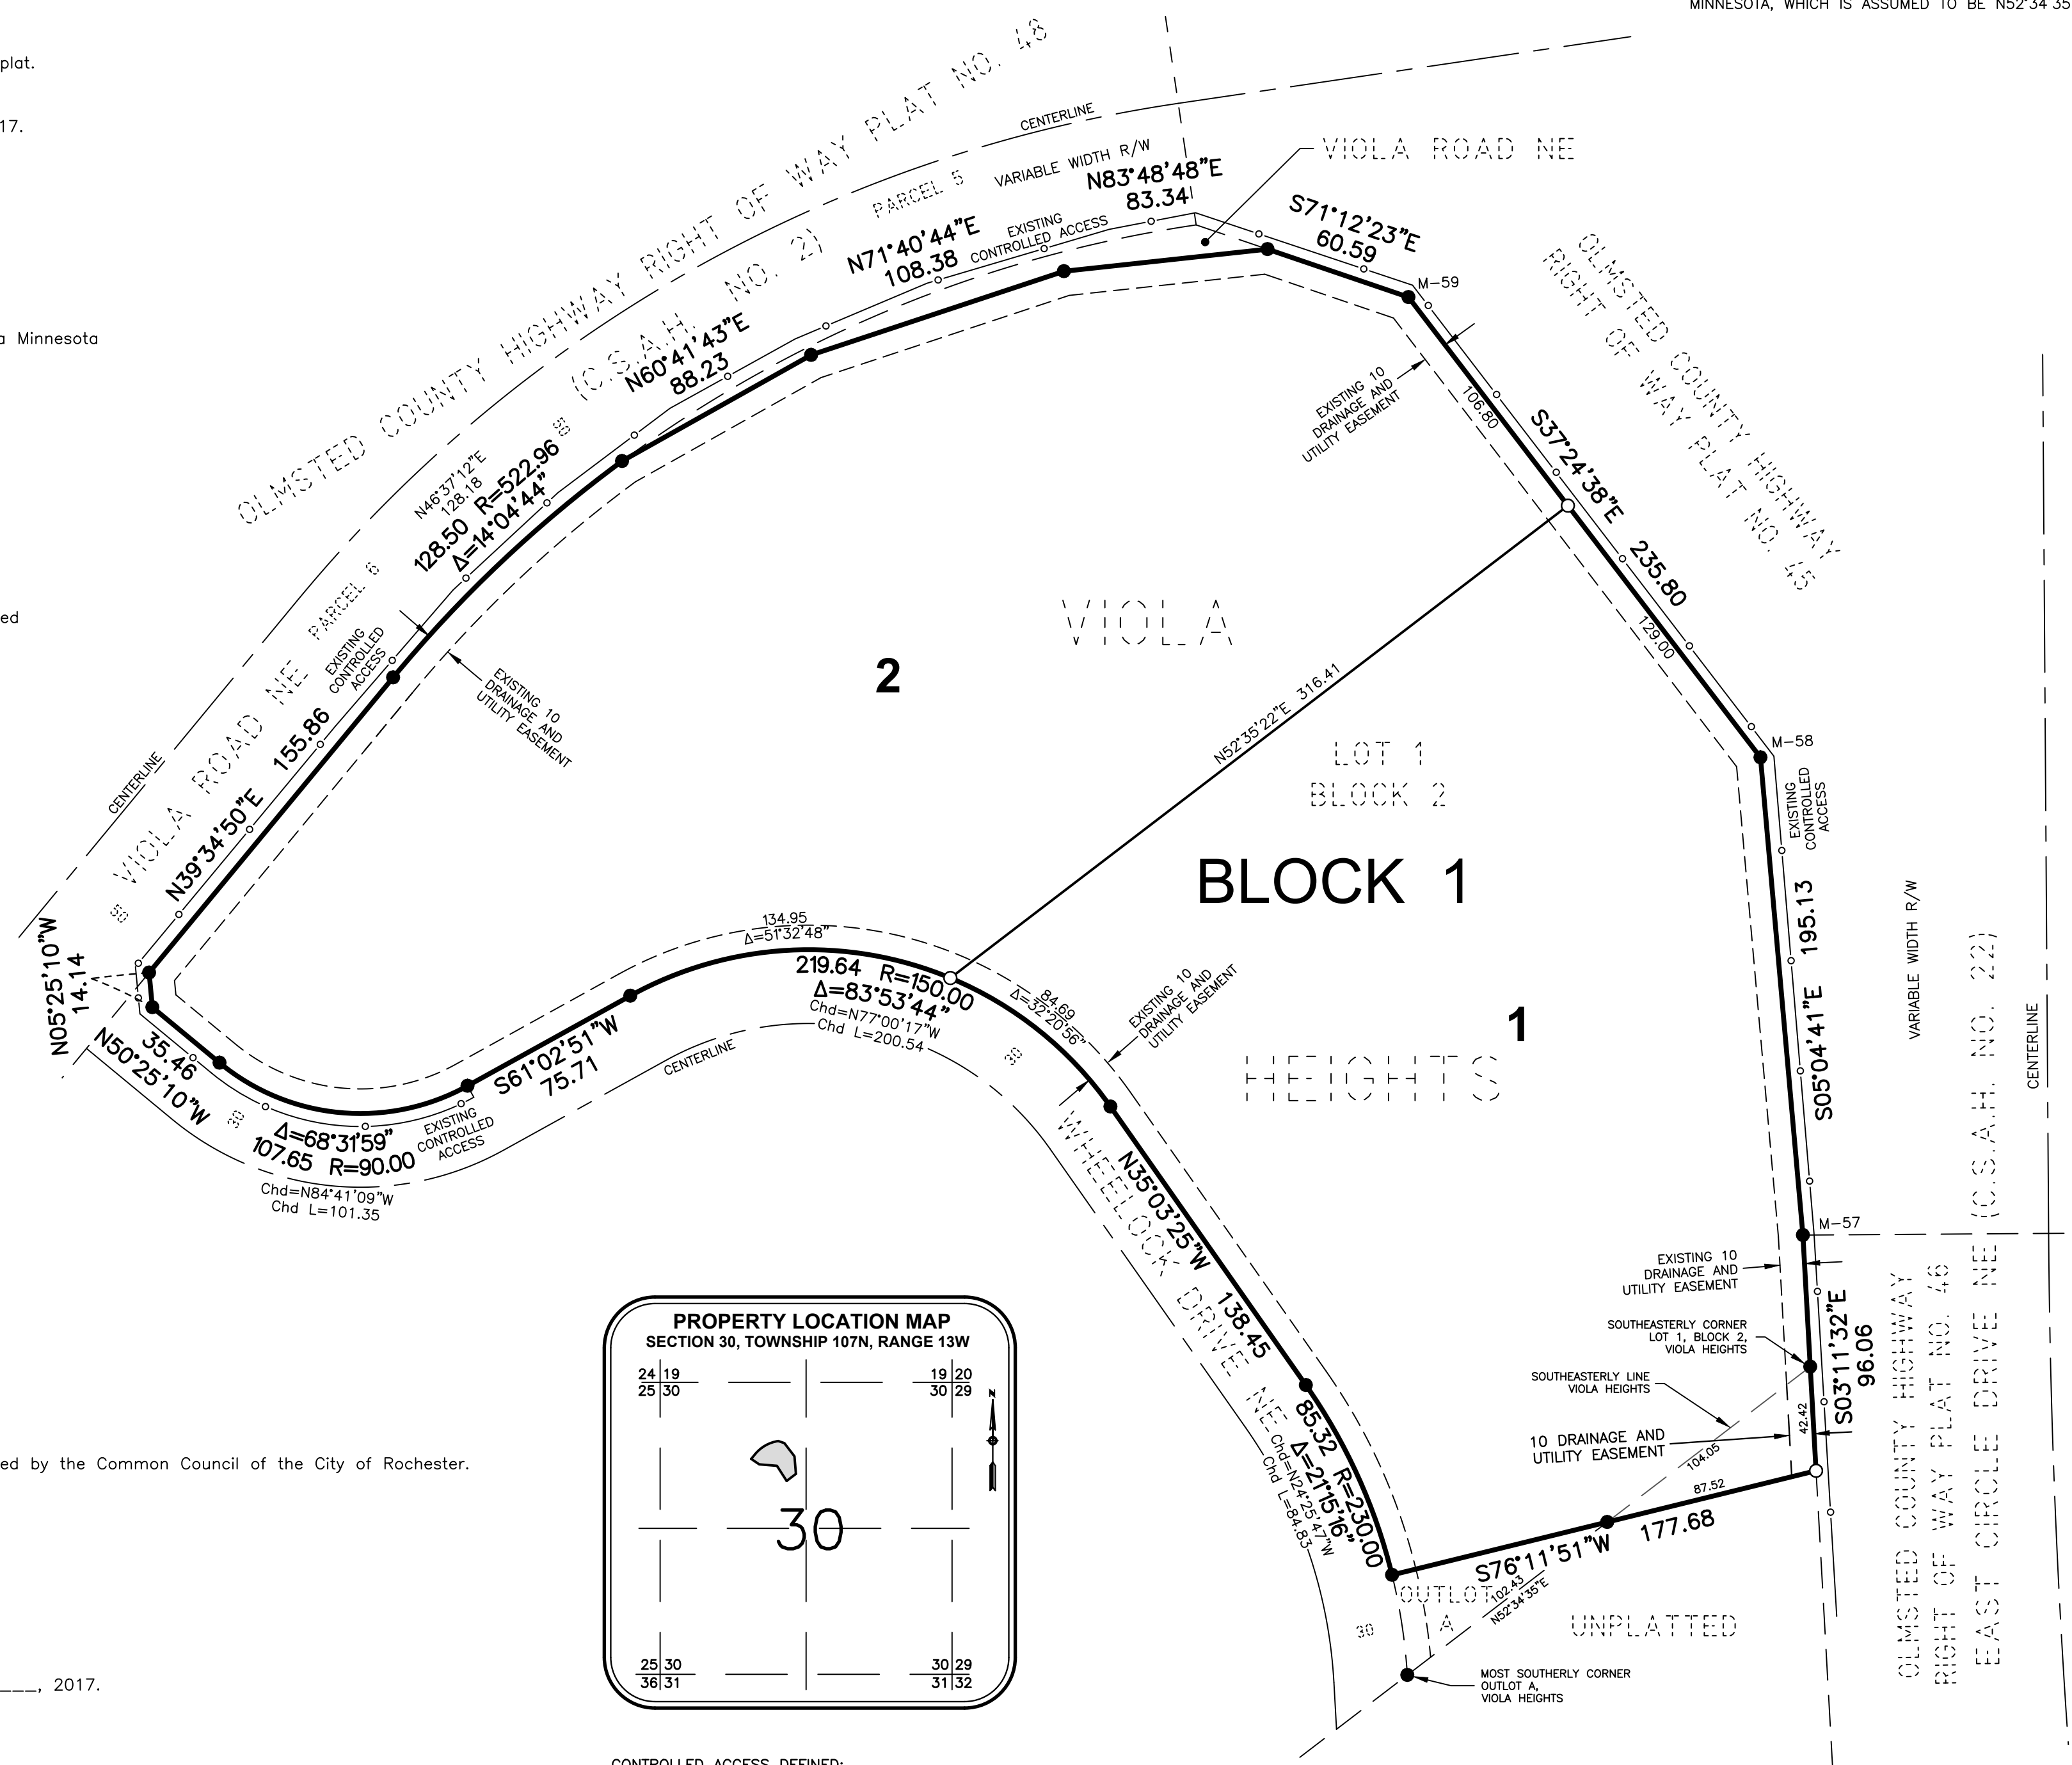 MINNESOTA, WHICH IS ASSUMED TO BE N52°34'35
plat.
17.
a Minnesota
ed
ed by the Common Council of the City of Rochester.
___, 2017.
OLMSTED COUNTY HIGHWAY RIGHT OF WAY PLAT NO. 48
CENTERLINE
VARIABLE WIDTH R/W
PARCEL 5
N83°48'48"E
83.34
VIOLA ROAD NE
EXISTING
CONTROLLED ACCESS
N71°40'44"E
108.38
S71°12'23"E
60.59
M-59
(C.S.A.H. NO. 2)
N60°41'43"E
88.23
50
N46°37'12"E
128.18
128.50 R=522.96
Δ=14°04'44"
PARCEL 6
EXISTING
CONTROLLED
ACCESS
VIOLA ROAD NE
155.86
N39°34'50"E
CENTERLINE
50
EXISTING 10
DRAINAGE AND
UTILITY EASEMENT
EXISTING 10
DRAINAGE AND
UTILITY EASEMENT
106.80
OLMSTED COUNTY HIGHWAY
RIGHT OF WAY PLAT NO. 45
S37°24'38"E
235.80
129.00
VIOLA
2
N52°35'22"E 316.41
LOT 1
BLOCK 2
BLOCK 1
M-58
EXISTING
CONTROLLED
ACCESS
195.13
S05°04'41"E
VARIABLE WIDTH R/W
CENTERLINE
(C.S.A.H. NO. 22)
N05°25'10"W
14.14
35.46
N50°25'10"W
30
Δ=68°31'59"
107.65 R=90.00
Chd=N84°41'09"W
Chd L=101.35
EXISTING
CONTROLLED
ACCESS
S61°02'51"W
75.71
134.95
Δ=51°32'48"
219.64 R=150.00
Δ=83°53'44"
Chd=N77°00'17"W
Chd L=200.54
CENTERLINE
84.69
Δ=32°20'56"
30
EXISTING 10
DRAINAGE AND
UTILITY EASEMENT
1
HEIGHTS
WHEELOCK DRIVE NE
N35°03'25"W
138.45
M-57
EXISTING 10
DRAINAGE AND
UTILITY EASEMENT
SOUTHEASTERLY CORNER
LOT 1, BLOCK 2,
VIOLA HEIGHTS
SOUTHEASTERLY LINE
VIOLA HEIGHTS
10 DRAINAGE AND
UTILITY EASEMENT
S03°11'32"E
96.06
42.42
104.05
87.52
S76°11'51"W
177.68
85.32 R=230.00
Δ=21°15'16"
Chd=N24°25'47"W
Chd L=84.83
102.43
N52°34'35"E
OUTLOT
A
30
UNPLATTED
MOST SOUTHERLY CORNER
OUTLOT A,
VIOLA HEIGHTS
OLMSTED COUNTY HIGHWAY
RIGHT OF WAY PLAT NO. 46
EAST CIRCLE DRIVE NE
PROPERTY LOCATION MAP
SECTION 30, TOWNSHIP 107N, RANGE 13W
24 19
25 30
19 20
30 29
N
30
25 30
36 31
30 29
31 32
CONTROLLED ACCESS DEFINED: